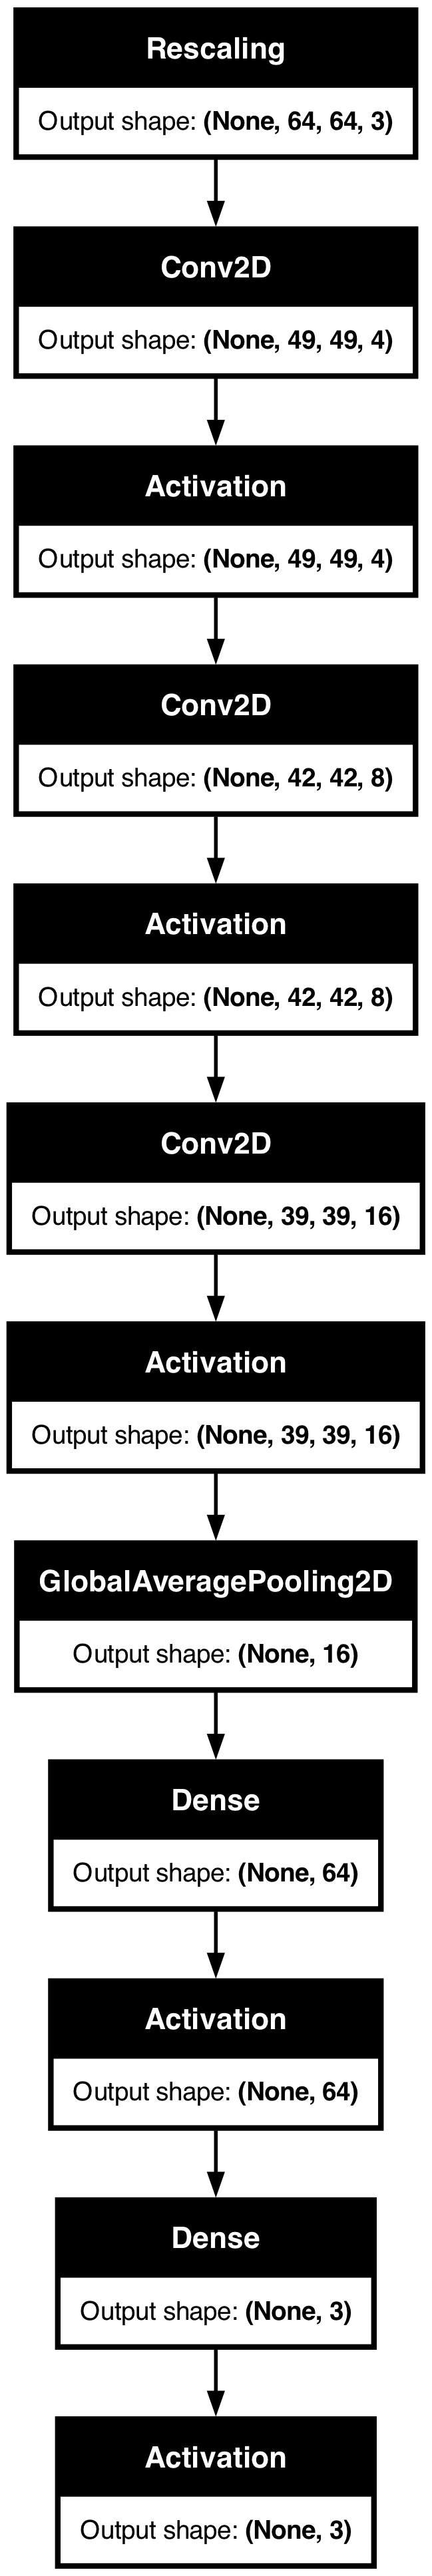 Rescaling
Output shape: (None, 64, 64, 3)
Conv2D
Output shape: (None, 49, 49, 4)
Activation
Output shape: (None, 49, 49, 4)
Conv2D
Output shape: (None, 42, 42, 8)
Activation
Output shape: (None, 42, 42, 8)
Conv2D
Output shape: (None, 39, 39, 16)
Activation
Output shape: (None, 39, 39, 16)
GlobalAveragePooling2D
Output shape: (None, 16)
Dense
Output shape: (None, 64)
Activation
Output shape: (None, 64)
Dense
Output shape: (None, 3)
Activation
Output shape: (None, 3)